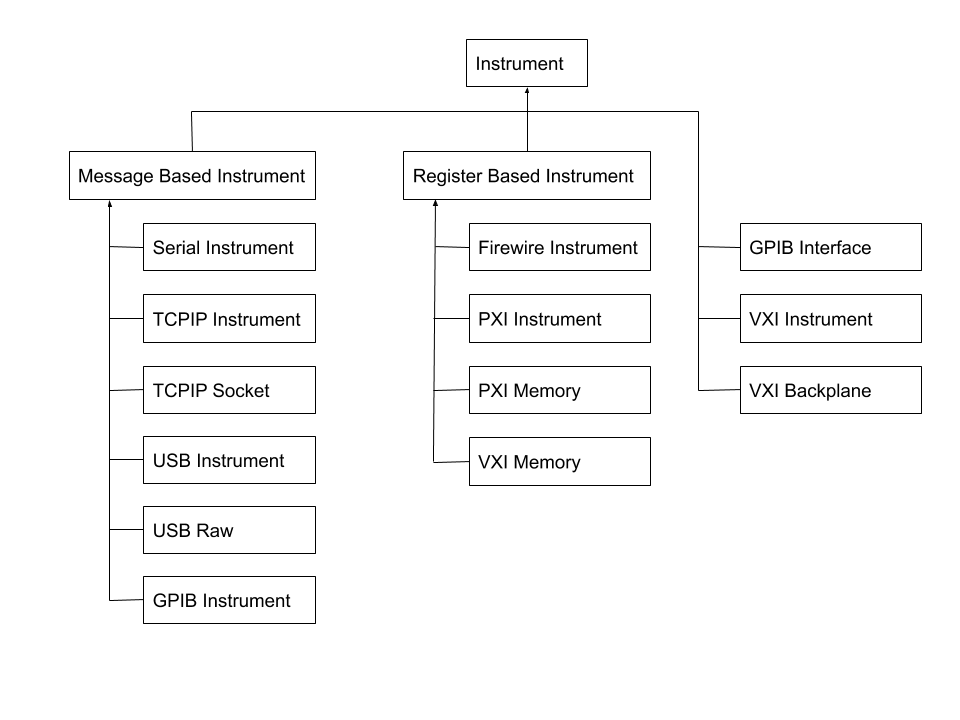 Instrument
Message Based Instrument
Register Based Instrument
Serial Instrument
Firewire Instrument
GPIB Interface
TCPIP Instrument
PXI Instrument
VXI Instrument
TCPIP Socket
PXI Memory
VXI Backplane
USB Instrument
VXI Memory
USB Raw
GPIB Instrument